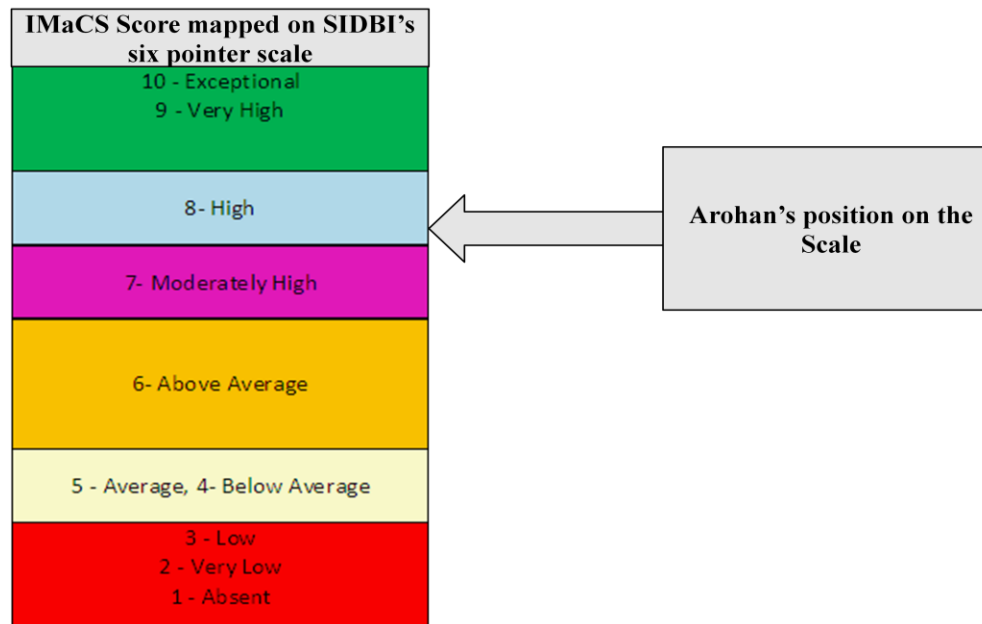 IMaCS Score mapped on SIDBI's
six pointer scale
10 - Exceptional
9 - Very High
8- High
7- Moderately High
6- Above Average
5 - Average, 4- Below Average
3 - Low
2 - Very Low
1 - Absent
Arohan's position on the
Scale